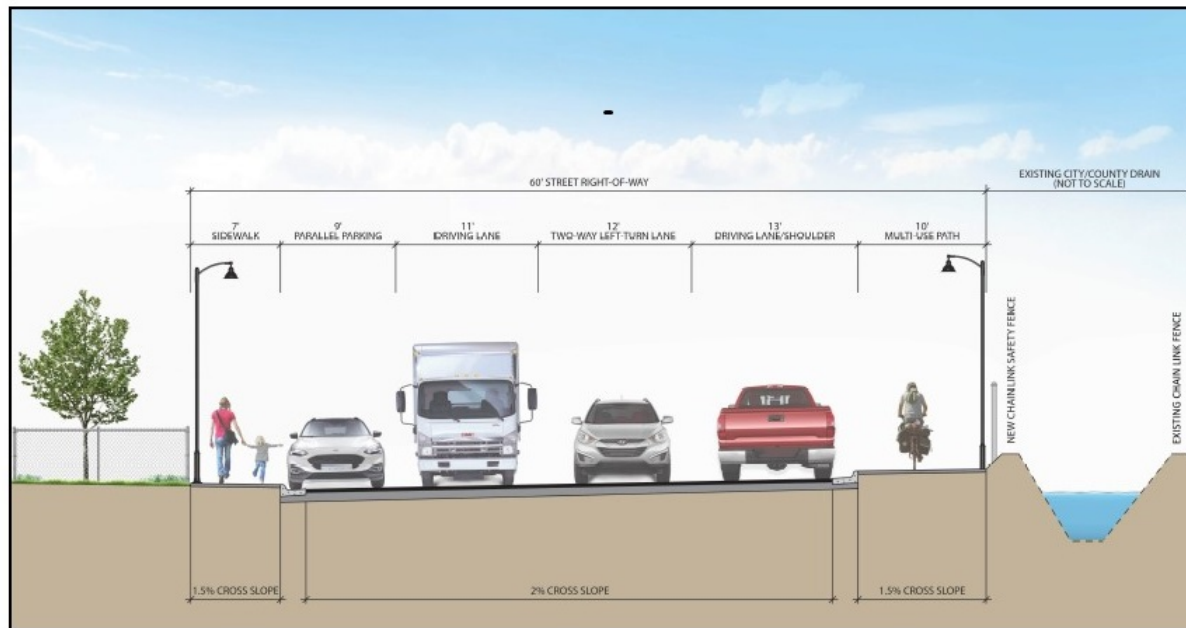 60' STREET RIGHT-OF-WAY
EXISTING CITY/COUNTY DRAIN
(NOT TO SCALE)
7'
SIDEWALK
9'
PARALLEL PARKING
11'
DRIVING LANE
12'
TWO-WAY LEFT-TURN LANE
13'
DRIVING LANE/SHOULDER
10'
MULTI-USE PATH
NEW CHAIN LINK SAFETY FENCE
EXISTING CHAIN LINK FENCE
1.5% CROSS SLOPE
2% CROSS SLOPE
1.5% CROSS SLOPE